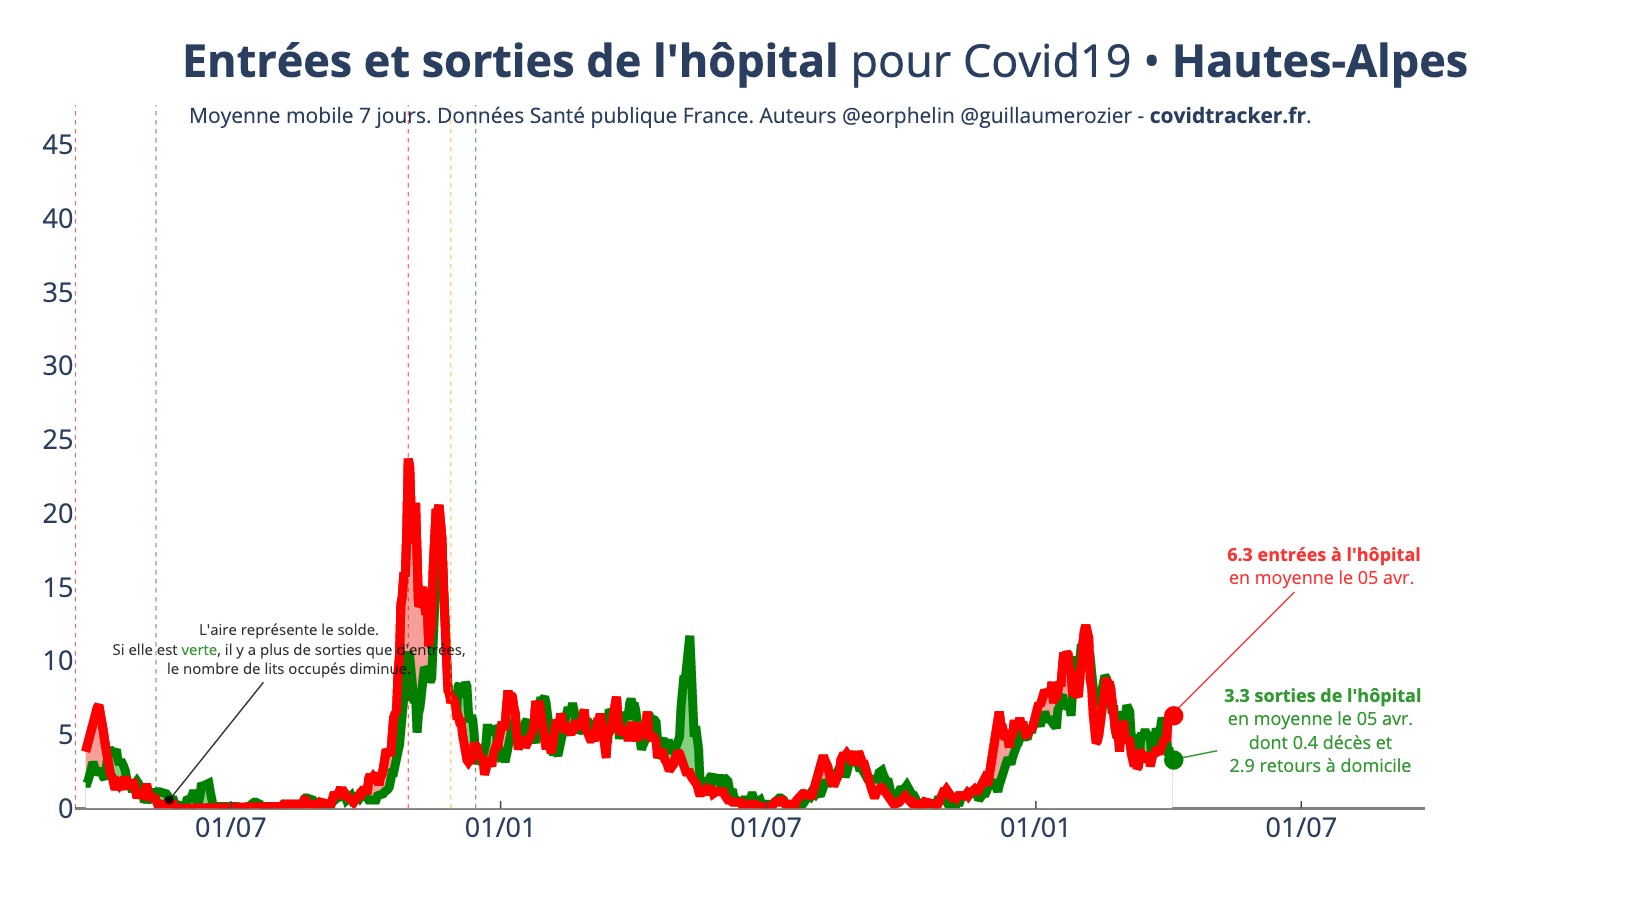 Entrées et sorties de l'hôpital pour Covid19 • Hautes-Alpes
Moyenne mobile 7 jours. Données Santé publique France. Auteurs @eorphelin @guillaumerozier - covidtracker.fr.
45
40
35
30
25
20
15
10
5
0
L'aire représente le solde.
Si elle est verte, il y a plus de sorties que d'entrées,
le nombre de lits occupés diminue.
6.3 entrées à l'hôpital
en moyenne le 05 avr.
3.3 sorties de l'hôpital
en moyenne le 05 avr.
dont 0.4 décès et
2.9 retours à domicile
01/07
01/01
01/07
01/01
01/07